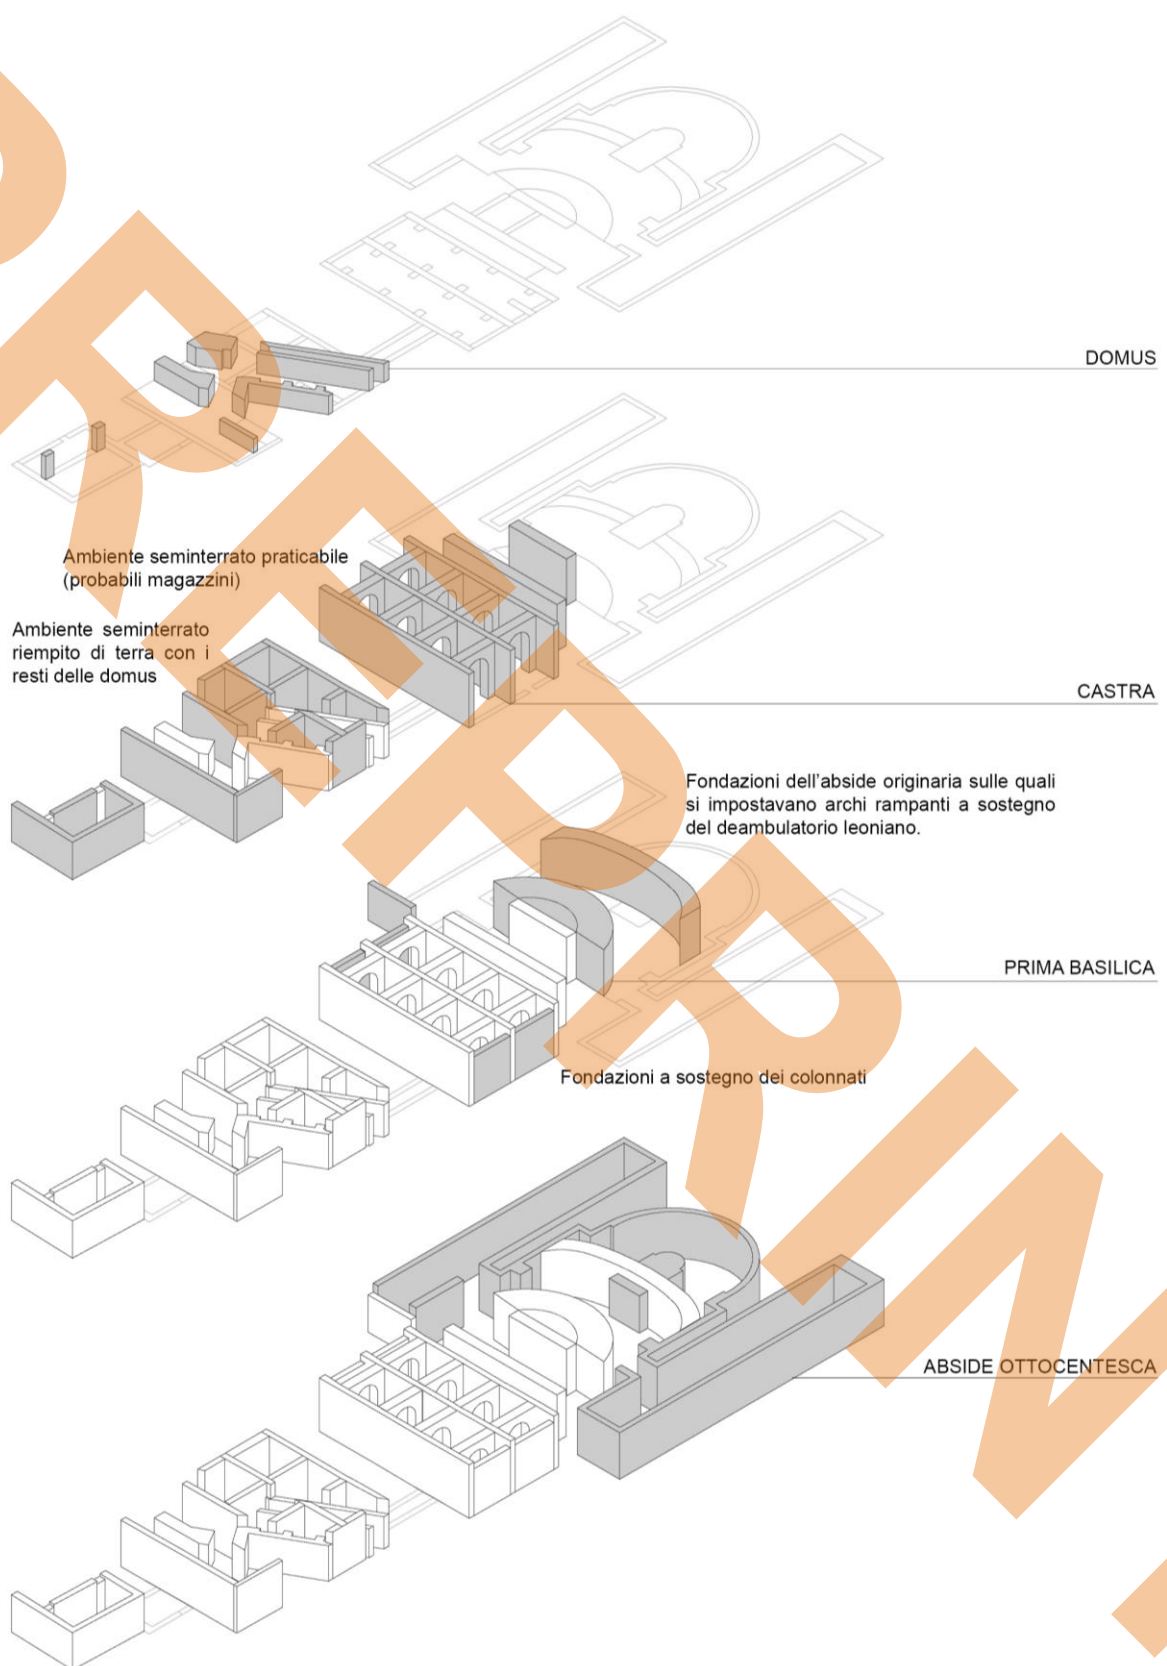 DOMUS
Ambiente seminterrato praticabile
(probabili magazzini)
Ambiente seminterrato
riempito di terra con i
resti delle domus
CASTRA
Fondazioni dell'abside originaria sulle quali
si impostavano archi rampanti a sostegno
del deambulatorio leoniano.
PRIMA BASILICA
Fondazioni a sostegno dei colonnati
ABSIDE OTTOCENTESCA
PREPRIN